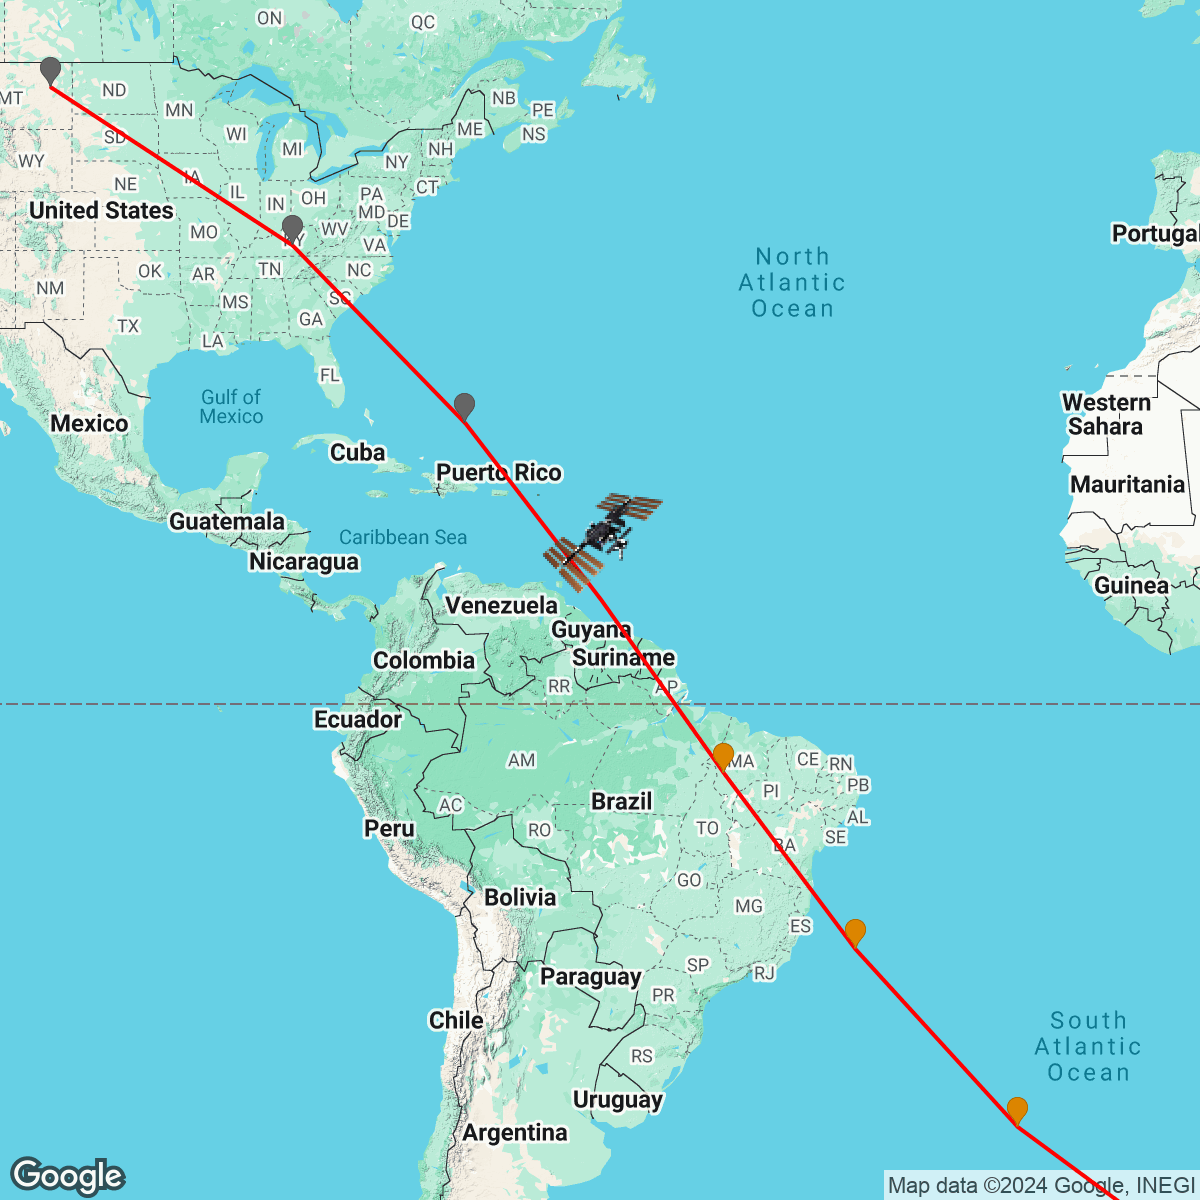 ON
QC
ND
MT
MN
NB
PE
ME
NS
SD
WI
MI
NH
NY
WY
IA
NE
IL
IN
OH
PA
CT
United States
MD
DE
MO
KY
WV
VA
Portugal
North
Atlantic
Ocean
OK
AR
TN
NC
NM
MS
SC
TX
GA
LA
FL
Gulf of
Mexico
Western
Sahara
Mexico
Cuba
Puerto Rico
Mauritania
Guatemala
Caribbean Sea
Nicaragua
Guinea
Venezuela
Guyana
Colombia
Suriname
RR
AP
Ecuador
AM
MA
CE
RN
PB
PI
AC
Brazil
AL
Peru
RO
TO
SE
BA
GO
Bolivia
MG
ES
SP
RJ
Paraguay
PR
Chile
South
Atlantic
Ocean
RS
Uruguay
Argentina
Google
Map data ©2024 Google, INEGI